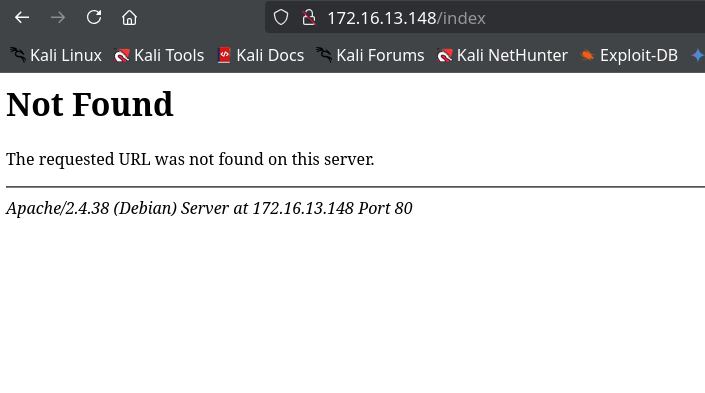 172.16.13.148/index
Kali Linux Kali Tools Kali Docs Kali Forums Kali NetHunter Exploit-DB
Not Found
The requested URL was not found on this server.
Apache/2.4.38 (Debian) Server at 172.16.13.148 Port 80